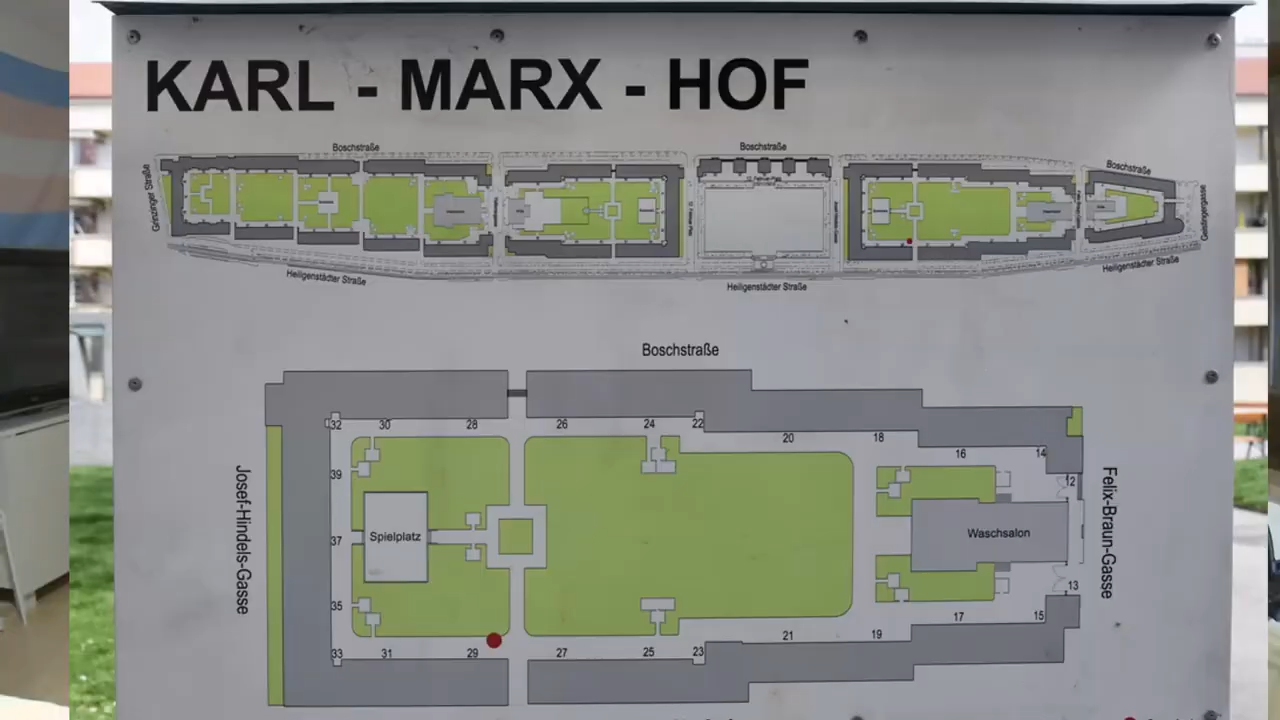 KARL - MARX - HOF
Boschstraße
Boschstraße
Boschstraße
Grinzinger Straße
Geistingergasse
Heiligenstädter Straße
Heiligenstädter Straße
Heiligenstädter Straße
Boschstraße
32 30 28 26 24 22
20 18
16 14
12
39
Josef-Hindels-Gasse
Felix-Braun-Gasse
37 Spielplatz
Waschsalon
13
35
17 15
21 19
33 31 29 27 25 23